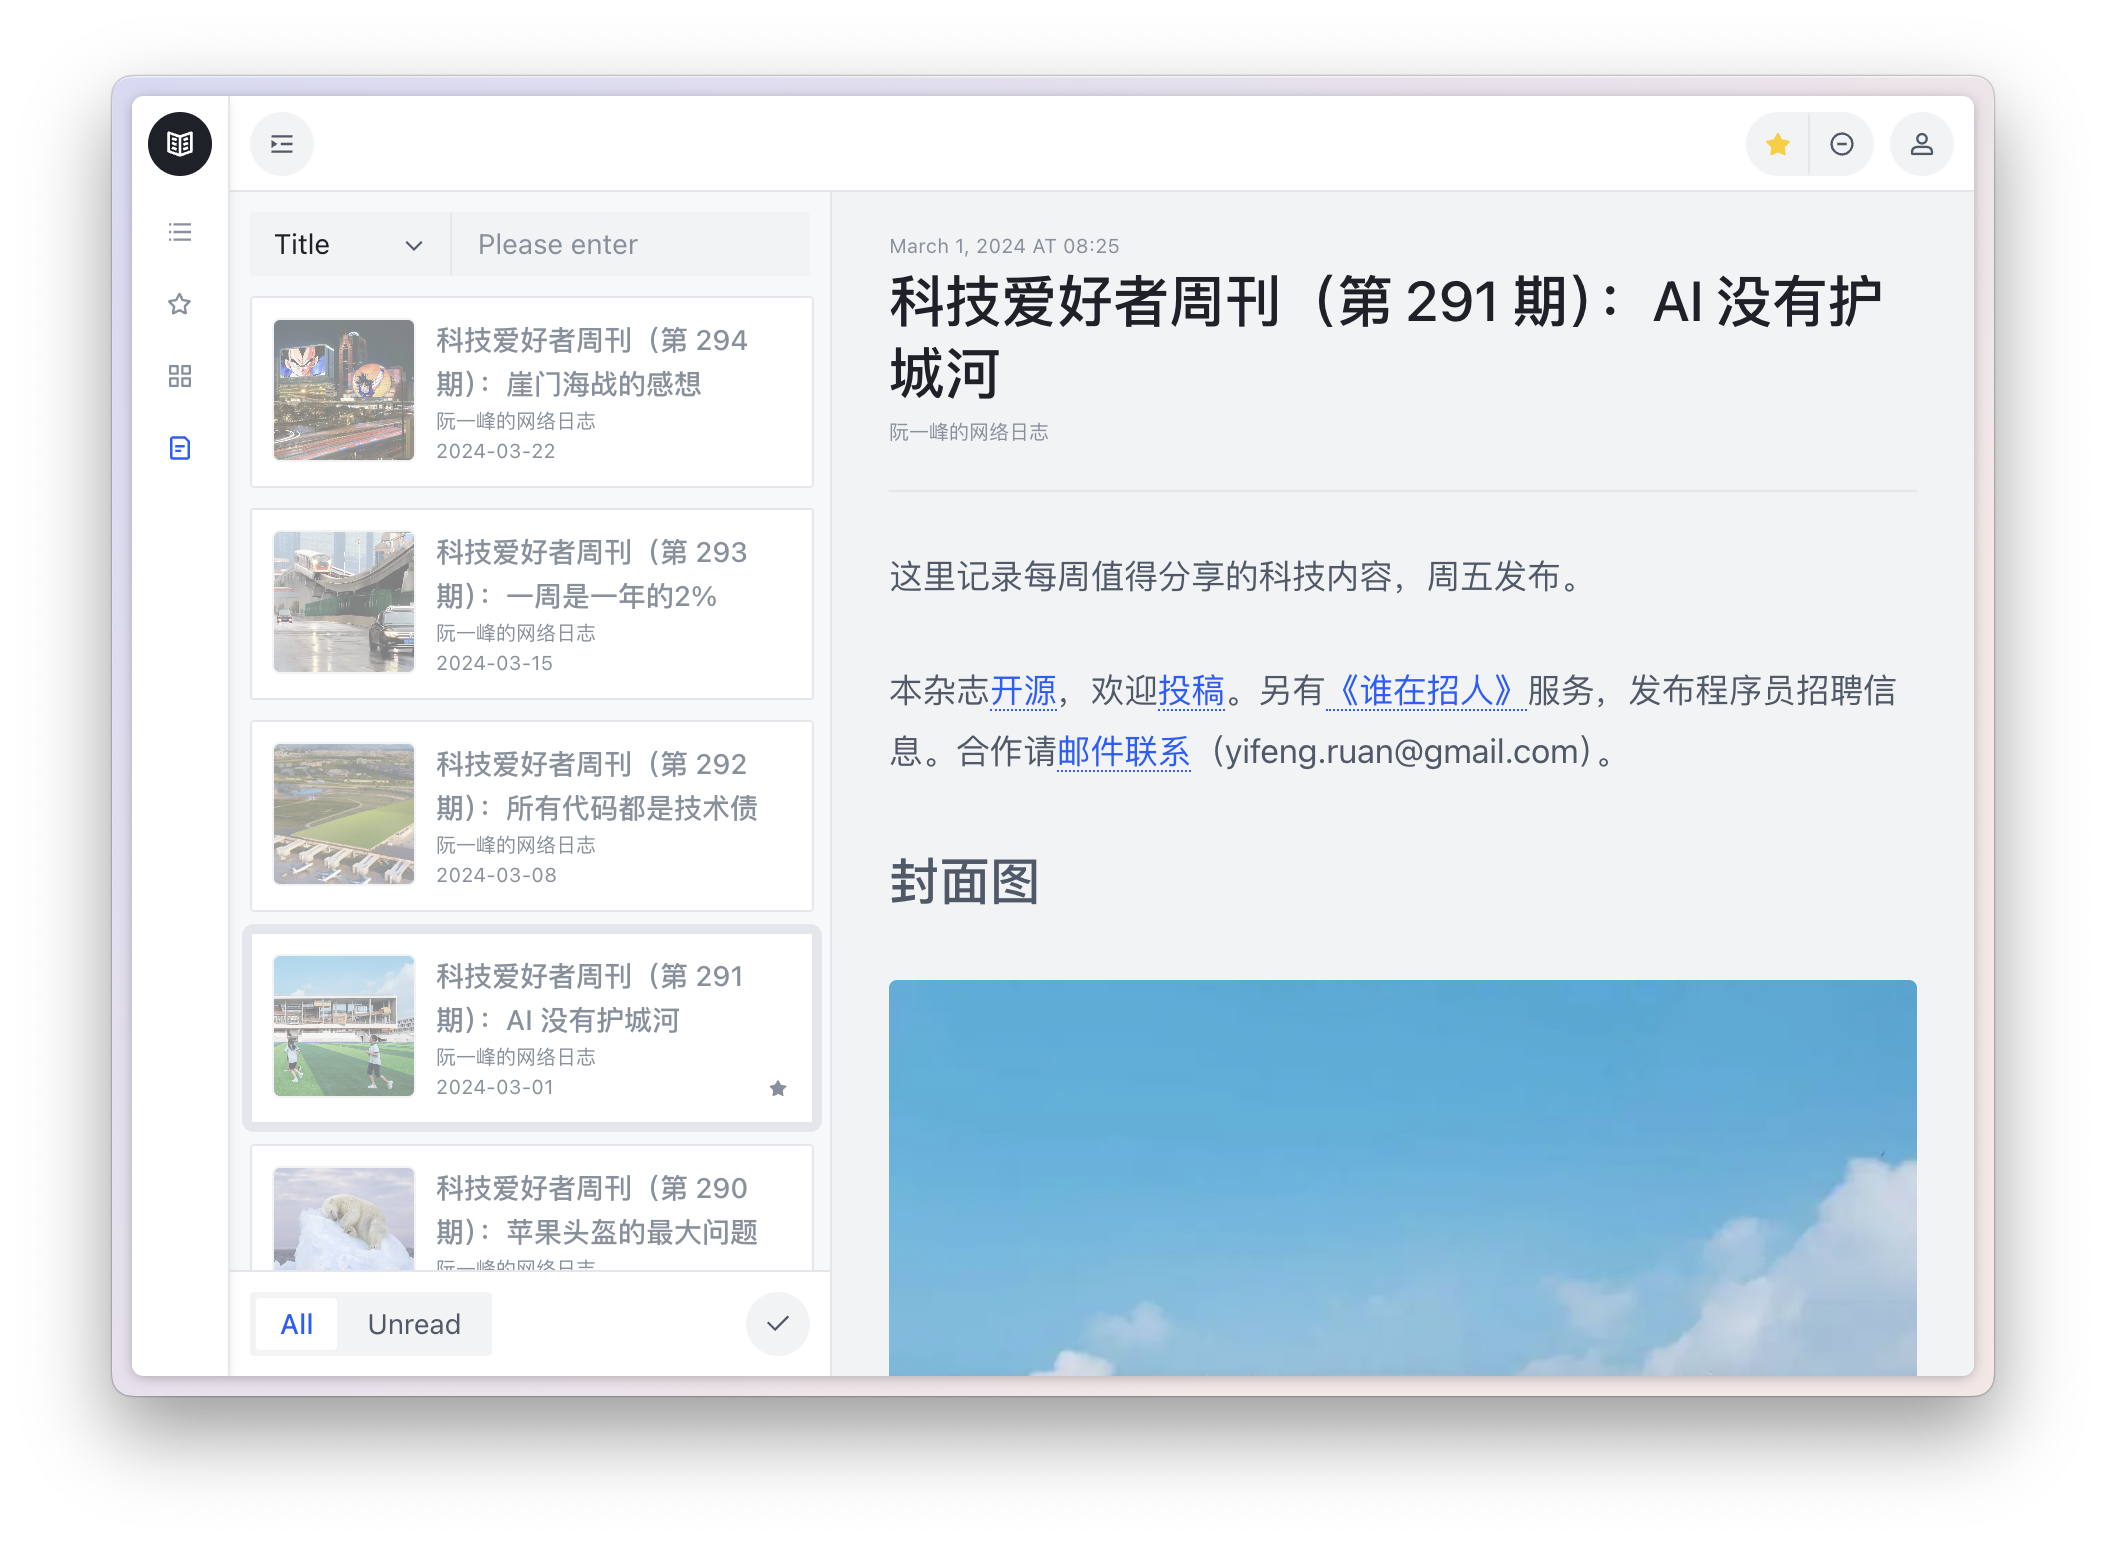 Title
Please enter
科技爱好者周刊（第 294
期）：崖门海战的感想
阮一峰的网络日志
2024-03-22
科技爱好者周刊（第 293
期）：一周是一年的2%
阮一峰的网络日志
2024-03-15
科技爱好者周刊（第 292
期）：所有代码都是技术债
阮一峰的网络日志
2024-03-08
科技爱好者周刊（第 291
期）：AI 没有护城河
阮一峰的网络日志
2024-03-01
科技爱好者周刊（第 290
期）：苹果头盔的最大问题
阮一峰的网络日志
All
Unread
March 1, 2024 AT 08:25
科技爱好者周刊（第 291 期）：AI 没有护
城河
阮一峰的网络日志
这里记录每周值得分享的科技内容，周五发布。
本杂志开源，欢迎投稿。另有《谁在招人》服务，发布程序员招聘信
息。合作请邮件联系（yifeng.ruan@gmail.com）。
封面图